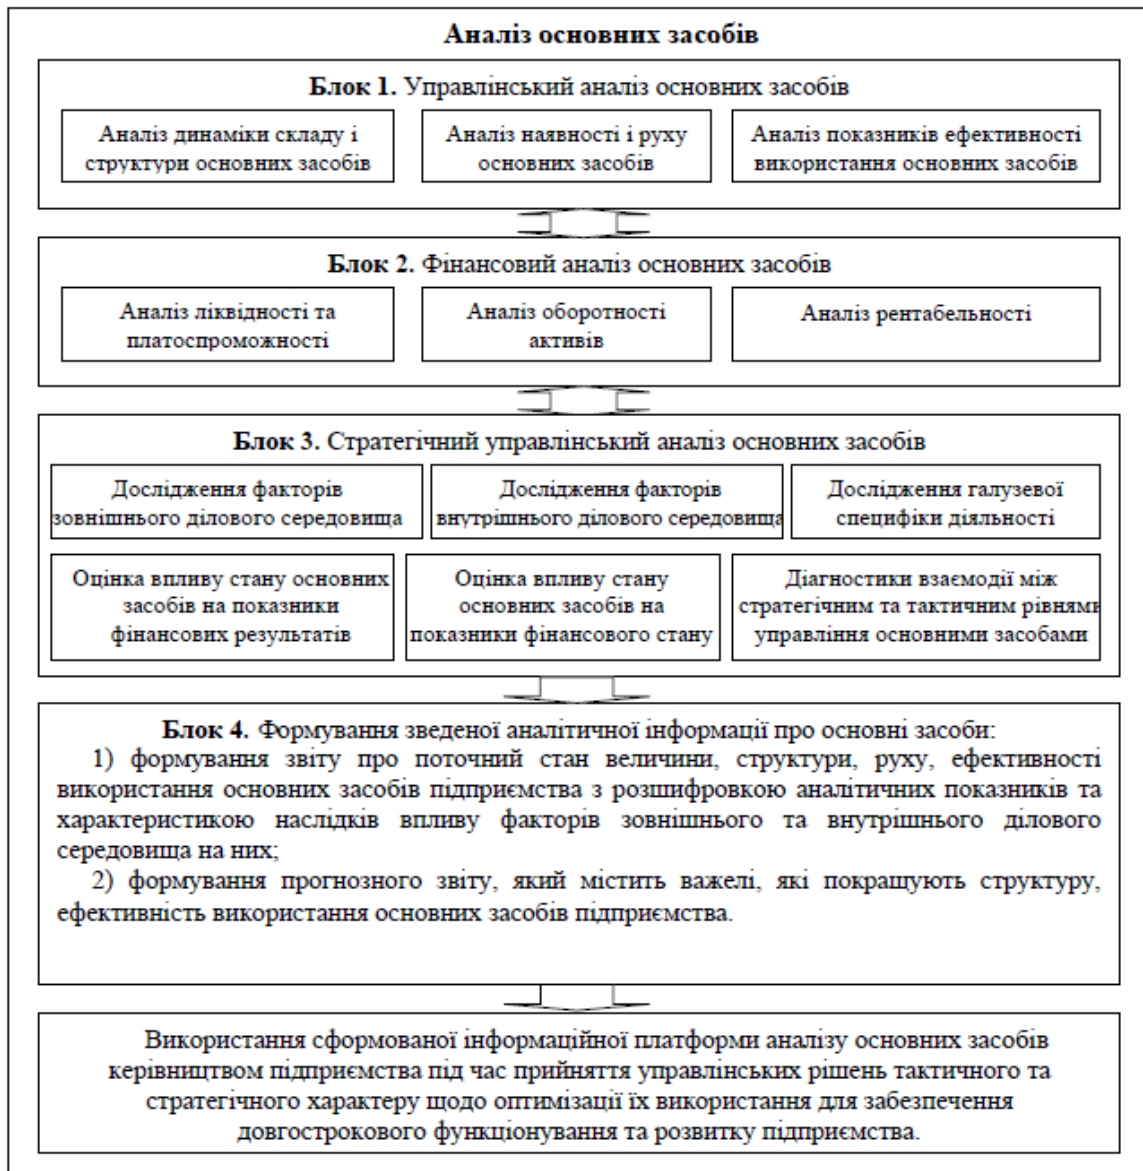 Аналіз основних засобів
Блок 1. Управлінський аналіз основних засобів
Аналіз динаміки складу і
структури основних засобів
Аналіз наявності і руху
основних засобів
Аналіз показників ефективності
використання основних засобів
Блок 2. Фінансовий аналіз основних засобів
Аналіз ліквідності та
платоспроможності
Аналіз оборотності
активів
Аналіз рентабельності
Блок 3. Стратегічний управлінський аналіз основних засобів
Дослідження факторів
зовнішнього ділового середовища
Дослідження факторів
внутрішнього ділового середовища
Дослідження галузевої
специфіки діяльності
Оцінка впливу стану основних
засобів на показники
фінансових результатів
Оцінка впливу стану
основних засобів на
показники фінансового стану
Діагностики взаємодії між
стратегічним та тактичним рівнями
управління основними засобами
Блок 4. Формування зведеної аналітичної інформації про основні засоби:
1) формування звіту про поточний стан величини, структури, руху, ефективності
використання основних засобів підприємства з розшифровкою аналітичних показників та
характеристикою наслідків впливу факторів зовнішнього та внутрішнього ділового
середовища на них;
2) формування прогнозного звіту, який містить важелі, які покращують структуру,
ефективність використання основних засобів підприємства.
Використання сформованої інформаційної платформи аналізу основних засобів
керівництвом підприємства під час прийняття управлінських рішень тактичного та
стратегічного характеру щодо оптимізації їх використання для забезпечення
довгострокового функціонування та розвитку підприємства.